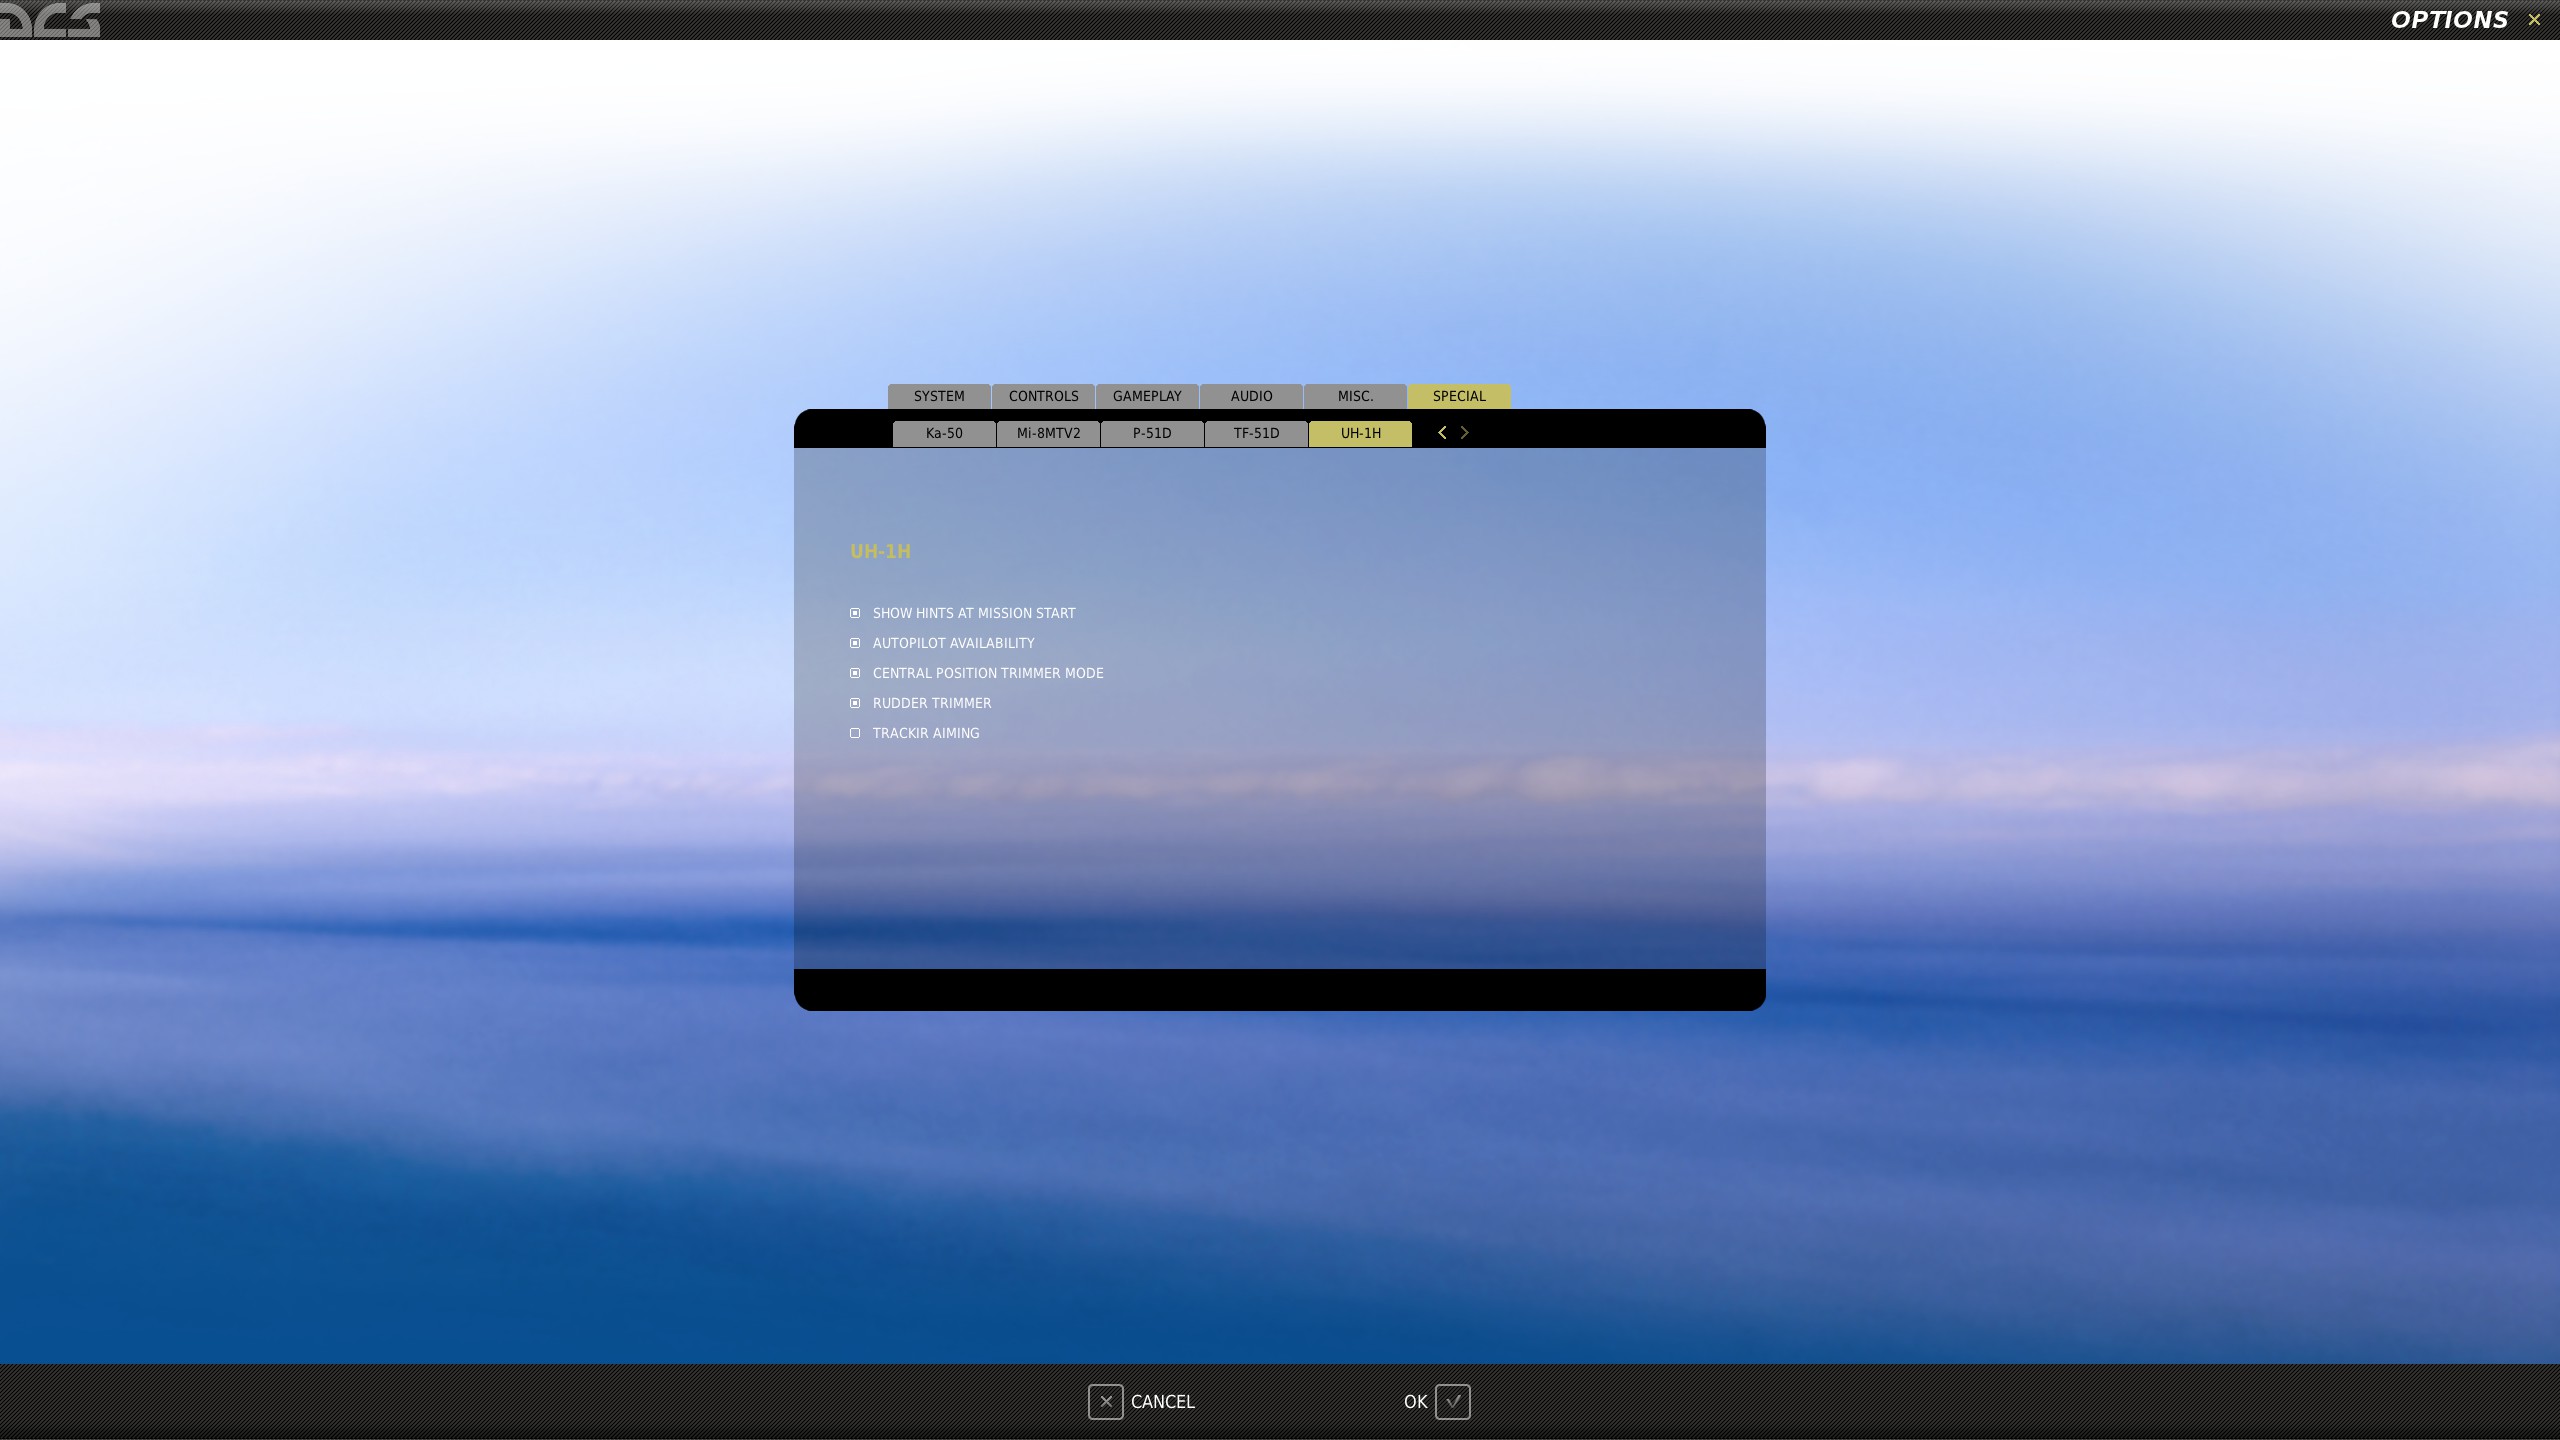 DCS
OPTIONS
SYSTEM CONTROLS GAMEPLAY AUDIO MISC. SPECIAL
Ka-50 Mi-8MTV2 P-51D TF-51D UH-1H
UH-1H
SHOW HINTS AT MISSION START
AUTOPILOT AVAILABILITY
CENTRAL POSITION TRIMMER MODE
RUDDER TRIMMER
TRACKIR AIMING
CANCEL OK